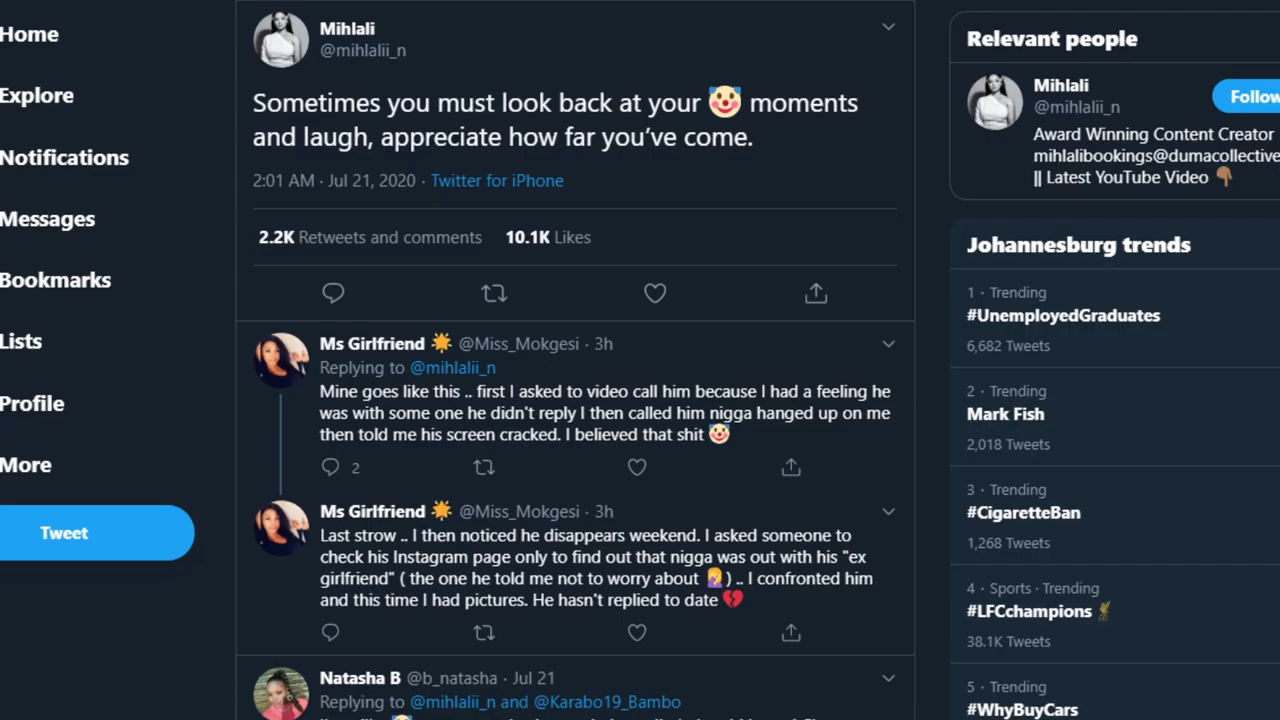 Home
Explore
Notifications
Messages
Bookmarks
Lists
Profile
More
Tweet
Mihlali
@mihlalii_n
Sometimes you must look back at your 🤡 moments
and laugh, appreciate how far you’ve come.
2:01 AM · Jul 21, 2020 · Twitter for iPhone
2.2K Retweets and comments 10.1K Likes
Ms Girlfriend ☀️ @Miss_Mokgesi · 3h
Replying to @mihlalii_n
Mine goes like this .. first I asked to video call him because I had a feeling he
was with some one he didn't reply I then called him nigga hanged up on me
then told me his screen cracked. I believed that shit 🤡
2
Ms Girlfriend ☀️ @Miss_Mokgesi · 3h
Last strow .. I then noticed he disappears weekend. I asked someone to
check his Instagram page only to find out that nigga was out with his "ex
girlfriend" ( the one he told me not to worry about 🤦‍♀️) .. I confronted him
and this time I had pictures. He hasn't replied to date 💔
Natasha B @b_natasha · Jul 21
Replying to @mihlalii_n and @Karabo19_Bambo
Relevant people
Mihlali
@mihlalii_n
Follow
Award Winning Content Creator
mihlalibookings@dumacollective
|| Latest YouTube Video 👇🏾
Johannesburg trends
1 · Trending
#UnemployedGraduates
6,682 Tweets
2 · Trending
Mark Fish
2,018 Tweets
3 · Trending
#CigaretteBan
1,268 Tweets
4 · Sports · Trending
#LFCchampions
38.1K Tweets
5 · Trending
#WhyBuyCars